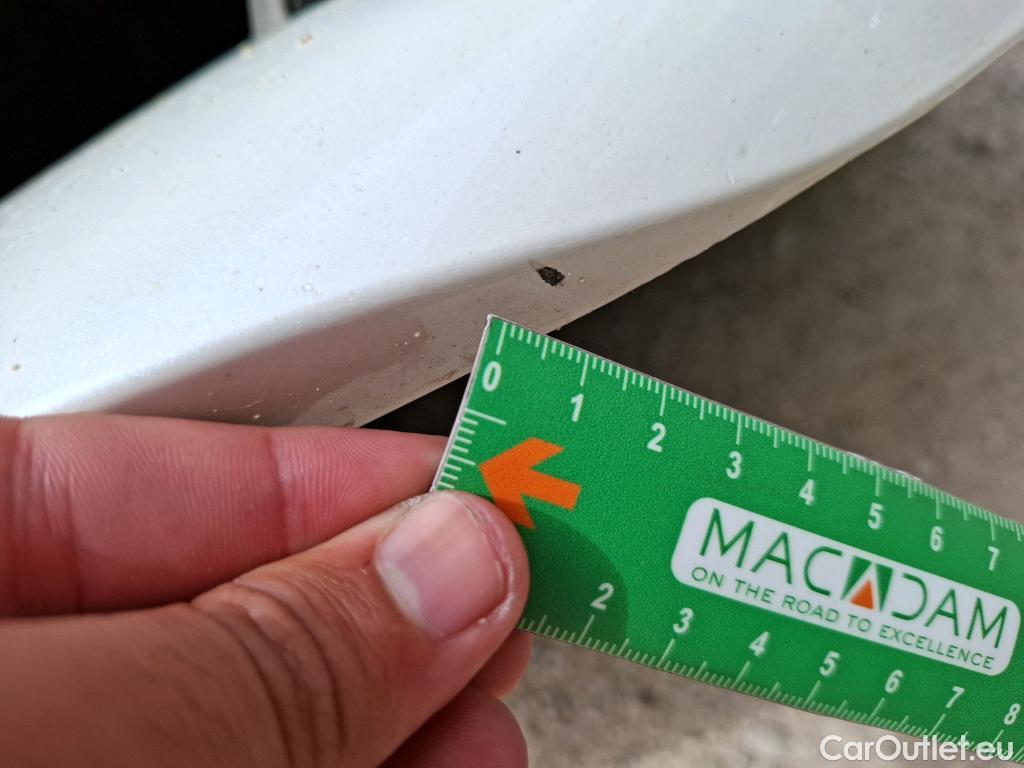 0 1 2 3 4 5 6 7
MACADAM
ON THE ROAD TO EXCELLENCE
2 3 4 5 6 7 8
CarOutlet.eu